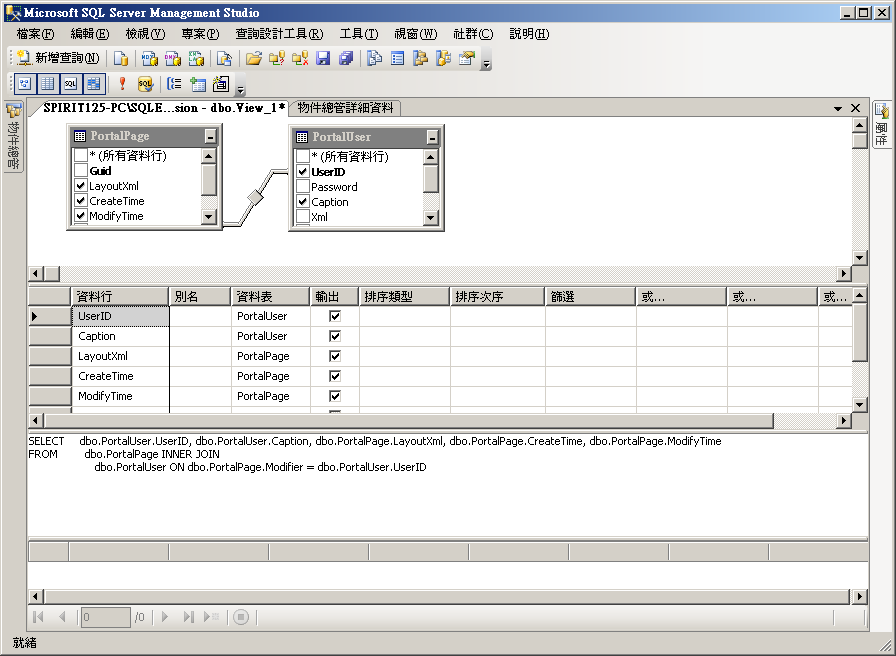 Microsoft SQL Server Management Studio
檔案(F) 編輯(E) 檢視(V) 專案(P) 查詢設計工具(R) 工具(T) 視窗(W) 社群(C) 說明(H)
新增查詢(N)
SPIRIT125-PC\SQLE...sion - dbo.View_1* 物件總管詳細資料
物件總管
屬性
PortalPage
* (所有資料行)
Guid
LayoutXml
CreateTime
ModifyTime
PortalUser
* (所有資料行)
UserID
Password
Caption
Xml
資料行 別名 資料表 輸出 排序類型 排序次序 篩選 或... 或... 或...
UserID PortalUser
Caption PortalUser
LayoutXml PortalPage
CreateTime PortalPage
ModifyTime PortalPage
SELECT dbo.PortalUser.UserID, dbo.PortalUser.Caption, dbo.PortalPage.LayoutXml, dbo.PortalPage.CreateTime, dbo.PortalPage.ModifyTime
FROM dbo.PortalPage INNER JOIN
dbo.PortalUser ON dbo.PortalPage.Modifier = dbo.PortalUser.UserID
0 /0
就緒